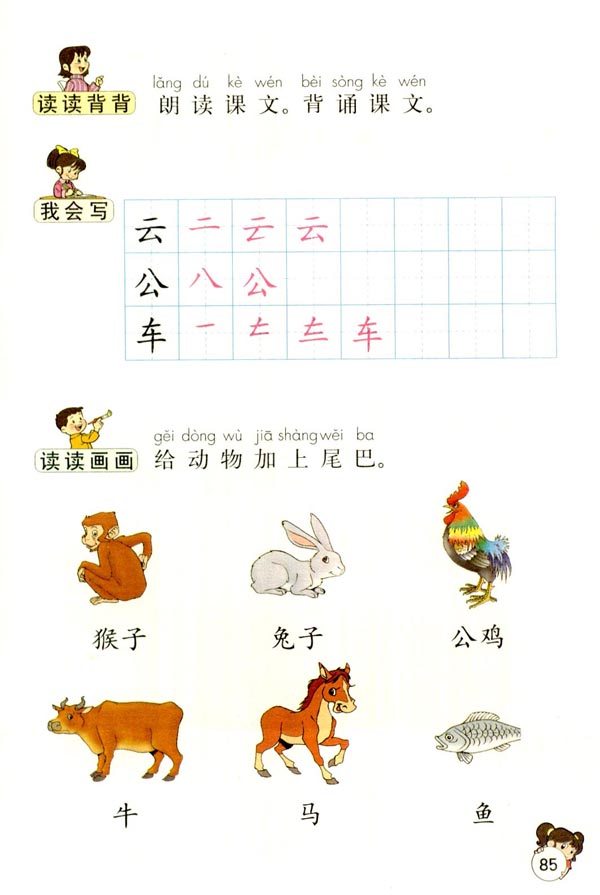 lǎng dú kè wén bèi sòng kè wén
读读背背 朗读课文。背诵课文。
我会写
云 二 云 云
公 八 公
车 一 𠂇 车
gěi dòng wù jiā shàng wěi ba
读读画画 给动物加上尾巴。
猴子 兔子 公鸡
牛 马 鱼
85